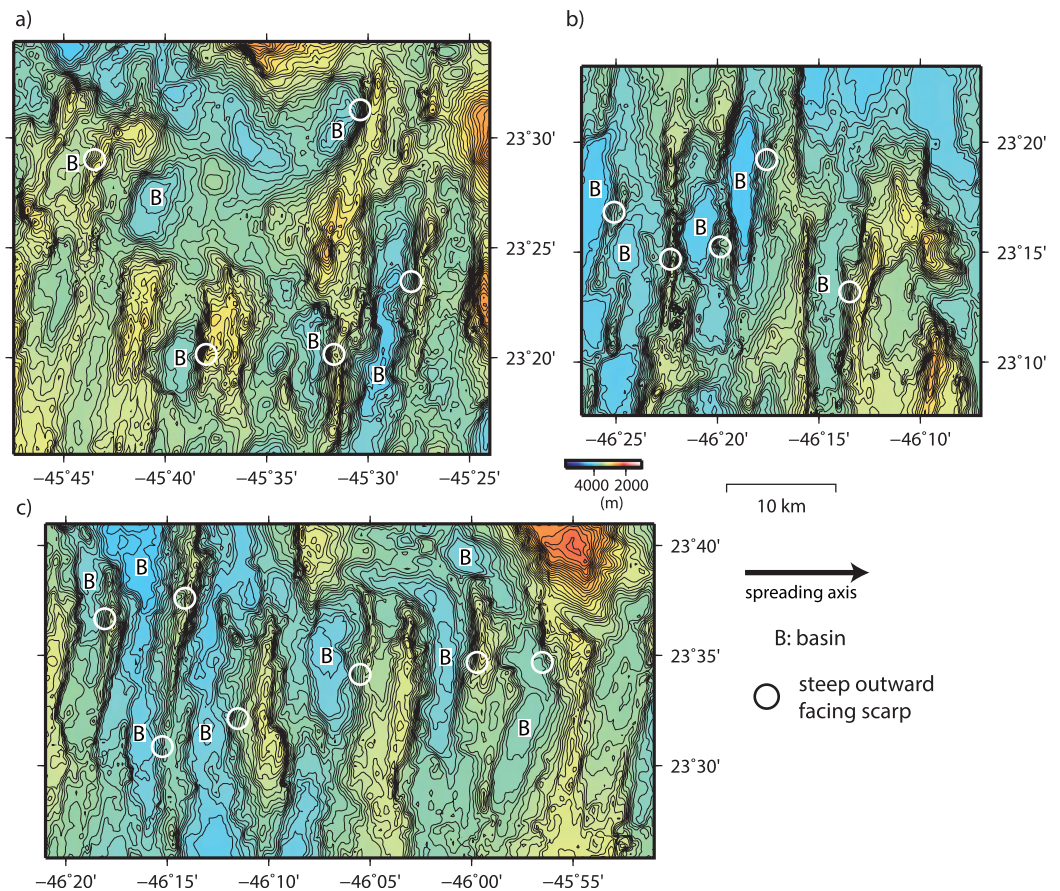 a)
B
B
B
B
B
B
23˚30'
23˚25'
23˚20'
−45˚45'
−45˚40'
−45˚35'
−45˚30'
−45˚25'
b)
B
B
B
B
B
23˚20'
23˚15'
23˚10'
−46˚25'
−46˚20'
−46˚15'
−46˚10'
4000 2000
(m)
10 km
c)
B
B
B
B
B
B
B
B
23˚40'
23˚35'
23˚30'
−46˚20'
−46˚15'
−46˚10'
−46˚05'
−46˚00'
−45˚55'
spreading axis
B: basin
steep outward
facing scarp